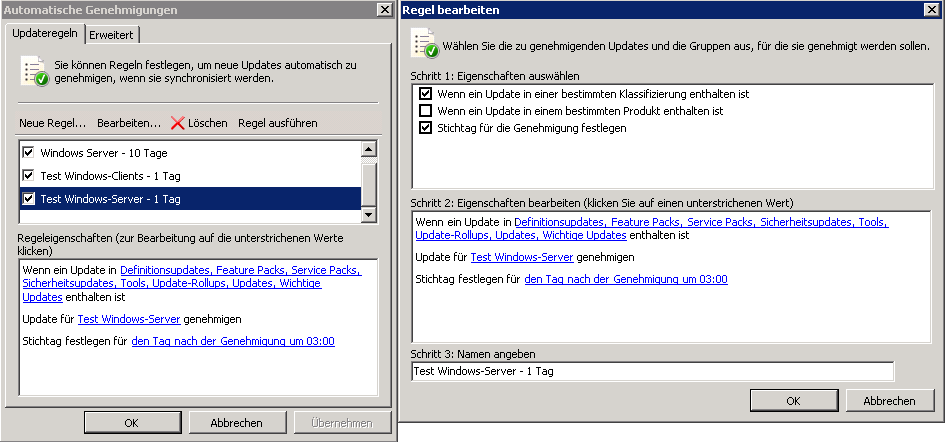 Automatische Genehmigungen
Updateregeln
Erweitert
Sie können Regeln festlegen, um neue Updates automatisch zu
genehmigen, wenn sie synchronisiert werden.
Neue Regel...
Bearbeiten...
Löschen
Regel ausführen
Windows Server - 10 Tage
Test Windows-Clients - 1 Tag
Test Windows-Server - 1 Tag
Regeleigenschaften (zur Bearbeitung auf die unterstrichenen Werte
klicken)
Wenn ein Update in Definitionsupdates, Feature Packs, Service Packs,
Sicherheitsupdates, Tools, Update-Rollups, Updates, Wichtige
Updates enthalten ist
Update für Test Windows-Server genehmigen
Stichtag festlegen für den Tag nach der Genehmigung um 03:00
OK
Abbrechen
Übernehmen
Regel bearbeiten
Wählen Sie die zu genehmigenden Updates und die Gruppen aus, für die sie genehmigt werden sollen.
Schritt 1: Eigenschaften auswählen
Wenn ein Update in einer bestimmten Klassifizierung enthalten ist
Wenn ein Update in einem bestimmten Produkt enthalten ist
Stichtag für die Genehmigung festlegen
Schritt 2: Eigenschaften bearbeiten (klicken Sie auf einen unterstrichenen Wert)
Wenn ein Update in Definitionsupdates, Feature Packs, Service Packs, Sicherheitsupdates, Tools,
Update-Rollups, Updates, Wichtige Updates enthalten ist
Update für Test Windows-Server genehmigen
Stichtag festlegen für den Tag nach der Genehmigung um 03:00
Schritt 3: Namen angeben
Test Windows-Server - 1 Tag
OK
Abbrechen